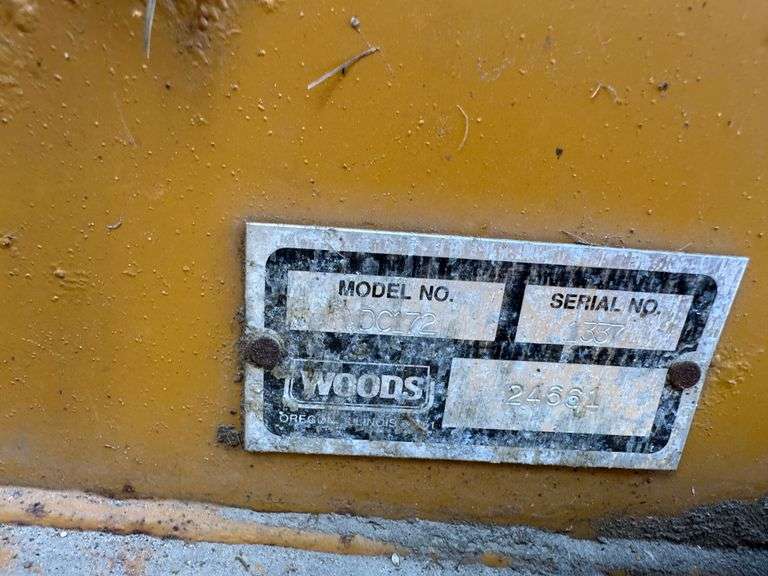 MODEL NO.
DC172
SERIAL NO.
1337
WOODS
24661
OREGON, ILLINOIS